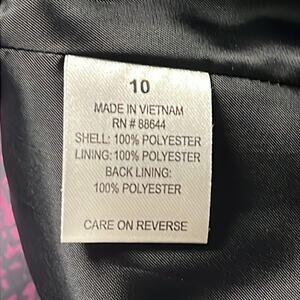 10
MADE IN VIETNAM
RN # 88644
SHELL: 100% POLYESTER
LINING: 100% POLYESTER
BACK LINING:
100% POLYESTER
CARE ON REVERSE